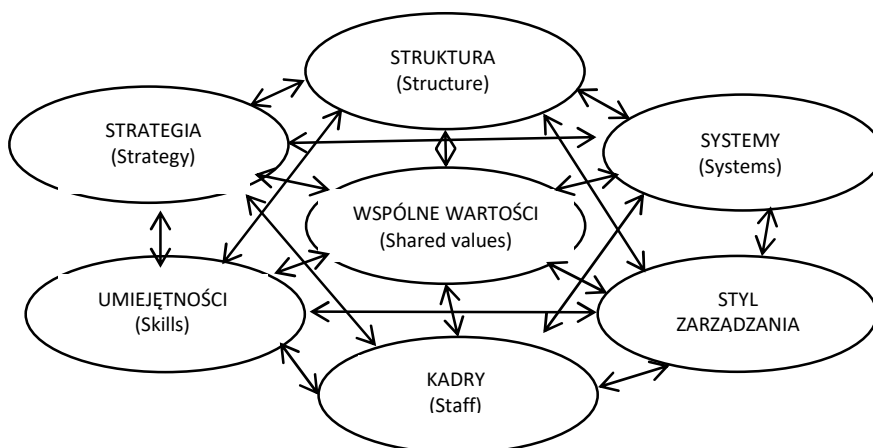 STRUKTURA
(Structure)
STRATEGIA
(Strategy)
SYSTEMY
(Systems)
WSPÓLNE WARTOŚCI
(Shared values)
UMIEJĘTNOŚCI
(Skills)
STYL
ZARZĄDZANIA
KADRY
(Staff)